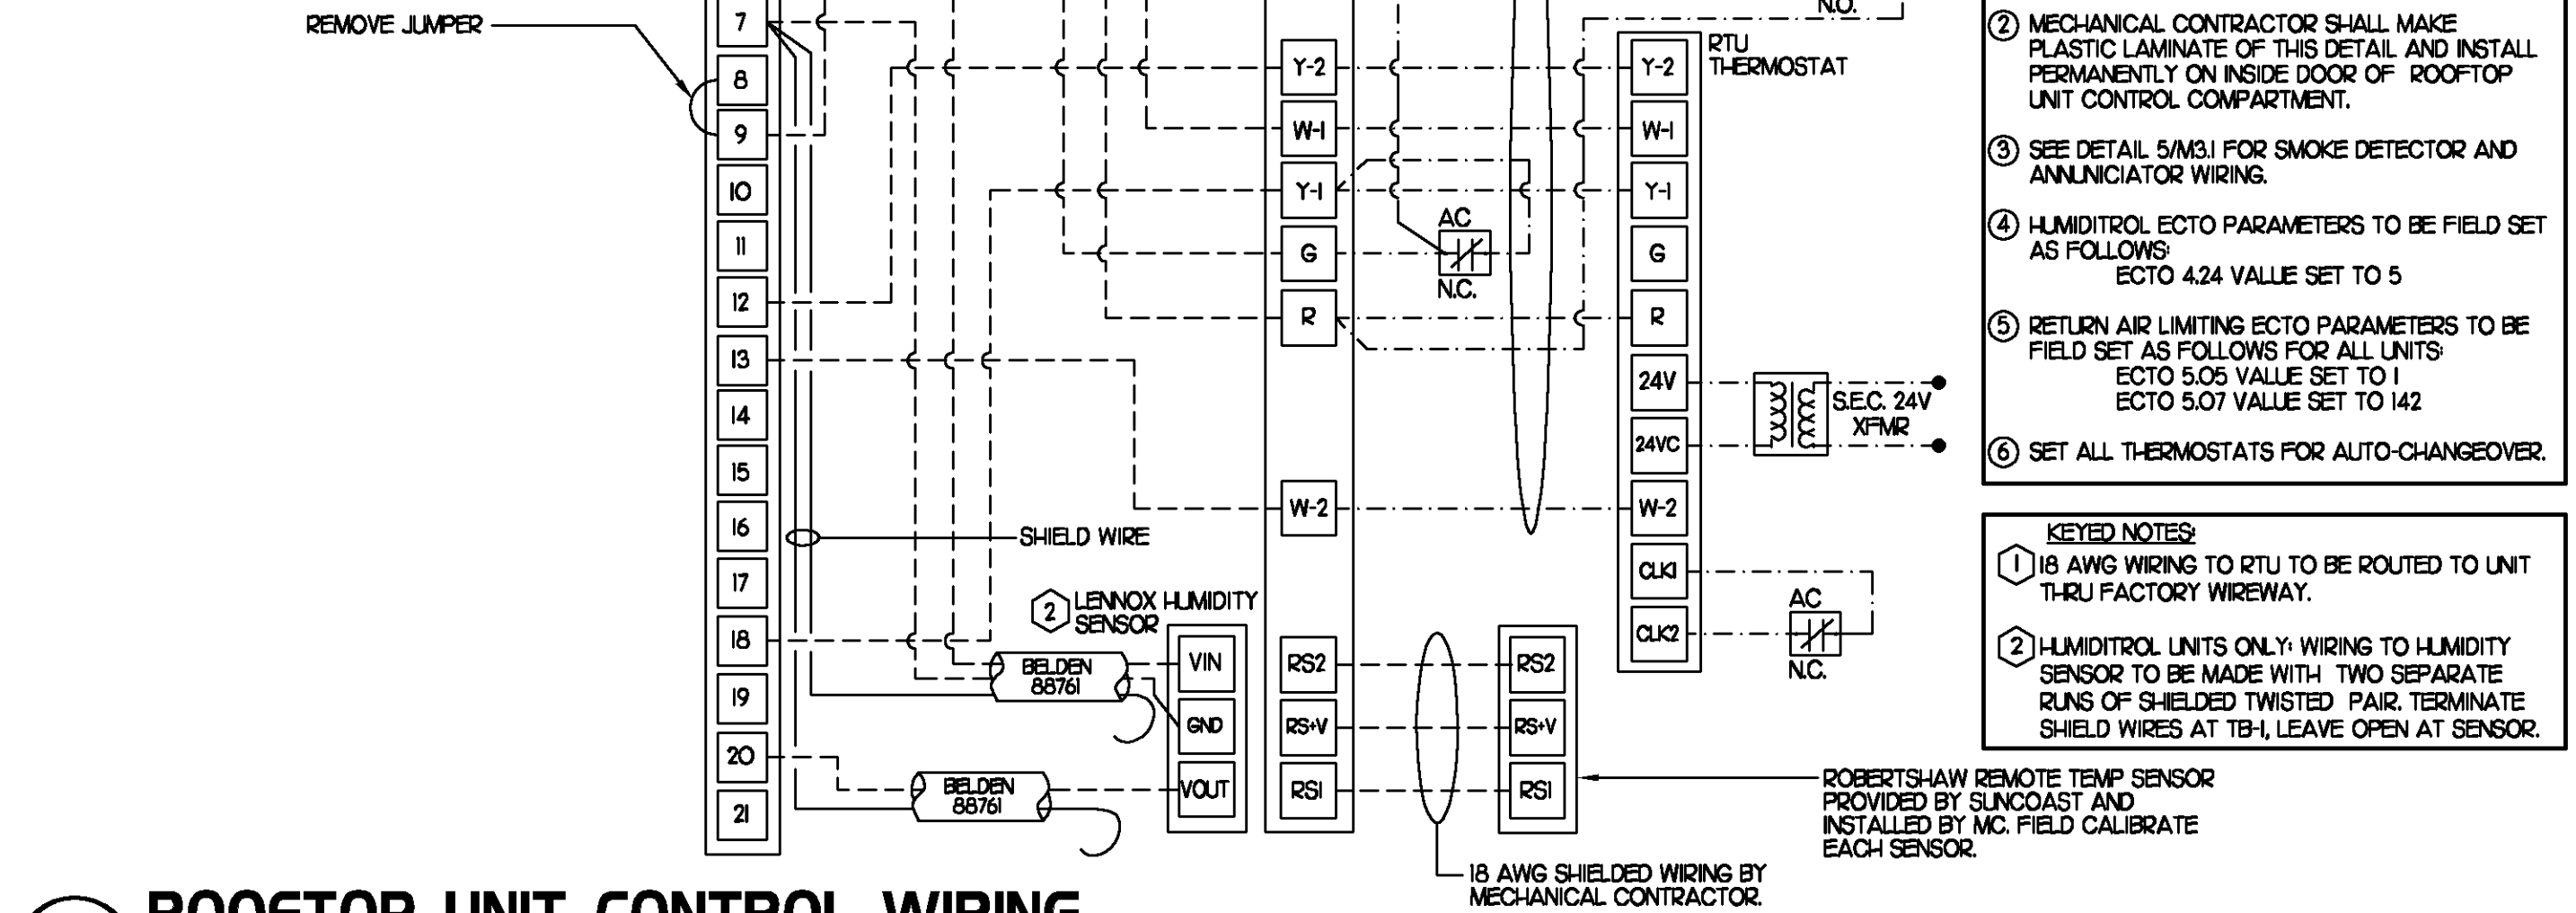 REMOVE JUMPER
7
8
9
10
11
12
13
14
15
16
17
18
19
20
21
SHIELD WIRE
2
LENNOX HUMIDITY
SENSOR
BELDEN
88761
BELDEN
88761
VIN
GND
VOUT
Y-2
W-1
Y-1
G
R
W-2
RS2
RS+V
RS1
AC
N.C.
RS2
RS+V
RS1
18 AWG SHIELDED WIRING BY
MECHANICAL CONTRACTOR.
N.O.
RTU
THERMOSTAT
Y-2
W-1
Y-1
G
R
24V
24VC
W-2
CLK1
CLK2
S.E.C. 24V
XFMR
AC
N.C.
ROBERTSHAW REMOTE TEMP SENSOR
PROVIDED BY SUNCOAST AND
INSTALLED BY MC. FIELD CALIBRATE
EACH SENSOR.
2 MECHANICAL CONTRACTOR SHALL MAKE
PLASTIC LAMINATE OF THIS DETAIL AND INSTALL
PERMANENTLY ON INSIDE DOOR OF ROOFTOP
UNIT CONTROL COMPARTMENT.
3 SEE DETAIL 5/M3.1 FOR SMOKE DETECTOR AND
ANNUNICIATOR WIRING.
4 HUMIDITROL ECTO PARAMETERS TO BE FIELD SET
AS FOLLOWS:
ECTO 4.24 VALUE SET TO 5
5 RETURN AIR LIMITING ECTO PARAMETERS TO BE
FIELD SET AS FOLLOWS FOR ALL UNITS:
ECTO 5.05 VALUE SET TO 1
ECTO 5.07 VALUE SET TO 142
6 SET ALL THERMOSTATS FOR AUTO-CHANGEOVER.
KEYED NOTES:
1 18 AWG WIRING TO RTU TO BE ROUTED TO UNIT
THRU FACTORY WIREWAY.
2 HUMIDITROL UNITS ONLY: WIRING TO HUMIDITY
SENSOR TO BE MADE WITH TWO SEPARATE
RUNS OF SHIELDED TWISTED PAIR. TERMINATE
SHIELD WIRES AT TB-1, LEAVE OPEN AT SENSOR.
ROOFTOP UNIT CONTROL WIRING